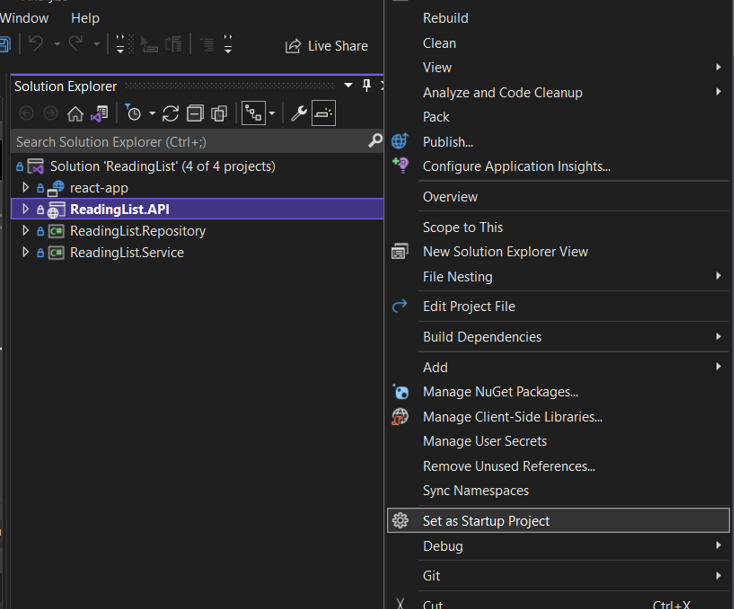 Window Help
Live Share
Solution Explorer
Search Solution Explorer (Ctrl+;)
Solution 'ReadingList' (4 of 4 projects)
react-app
ReadingList.API
C# ReadingList.Repository
C# ReadingList.Service
Rebuild
Clean
View
Analyze and Code Cleanup
Pack
Publish...
Configure Application Insights...
Overview
Scope to This
New Solution Explorer View
File Nesting
Edit Project File
Build Dependencies
Add
Manage NuGet Packages...
Manage Client-Side Libraries...
Manage User Secrets
Remove Unused References...
Sync Namespaces
Set as Startup Project
Debug
Git
Cut Ctrl+X